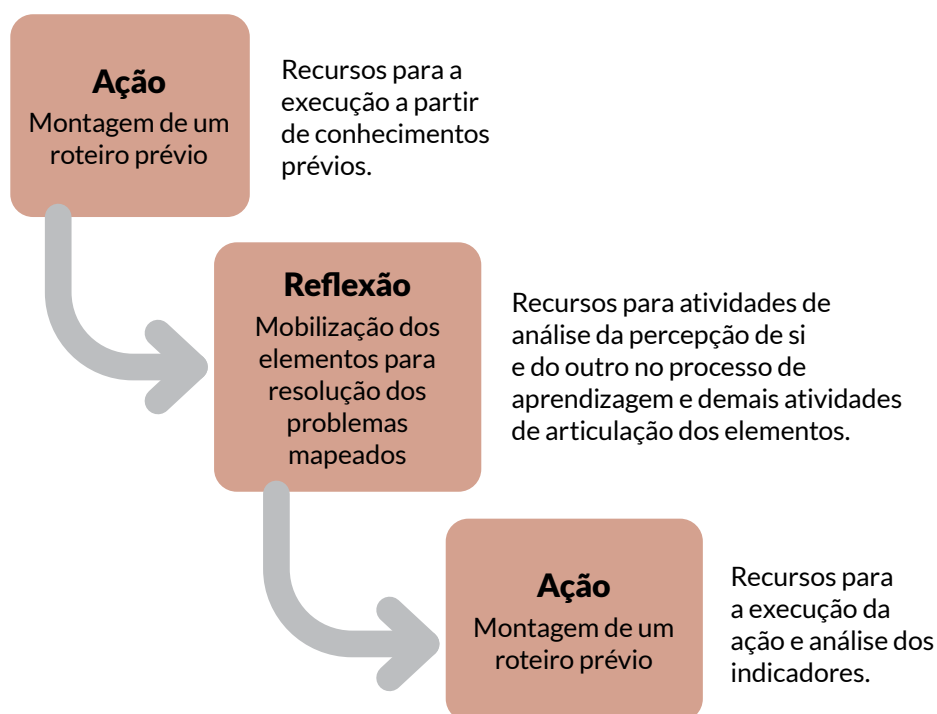 Ação
Montagem de um
roteiro prévio
Recursos para a
execução a partir
de conhecimentos
prévios.
Reflexão
Mobilização dos
elementos para
resolução dos
problemas
mapeados
Recursos para atividades de
análise da percepção de si
e do outro no processo de
aprendizagem e demais atividades
de articulação dos elementos.
Ação
Montagem de um
roteiro prévio
Recursos para
a execução da
ação e análise dos
indicadores.